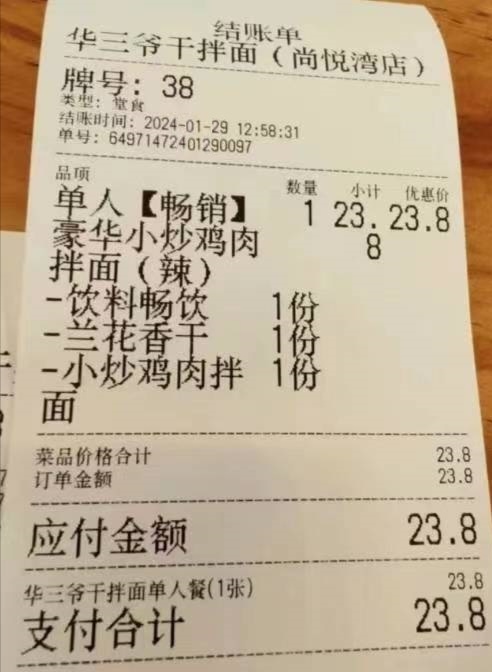 结账单
华三爷干拌面（尚悦湾店）
牌号: 38
类型: 堂食
结账时间: 2024-01-29 12:58:31
单号: 64971472401290097
品项 数量 小计 优惠价
单人【畅销】 1 23. 23.8
豪华小炒鸡肉 8
拌面（辣）
-饮料畅饮 1份
-兰花香干 1份
-小炒鸡肉拌 1份
面
菜品价格合计 23.8
订单金额 23.8
应付金额 23.8
华三爷干拌面单人餐(1张) 23.8
支付合计 23.8